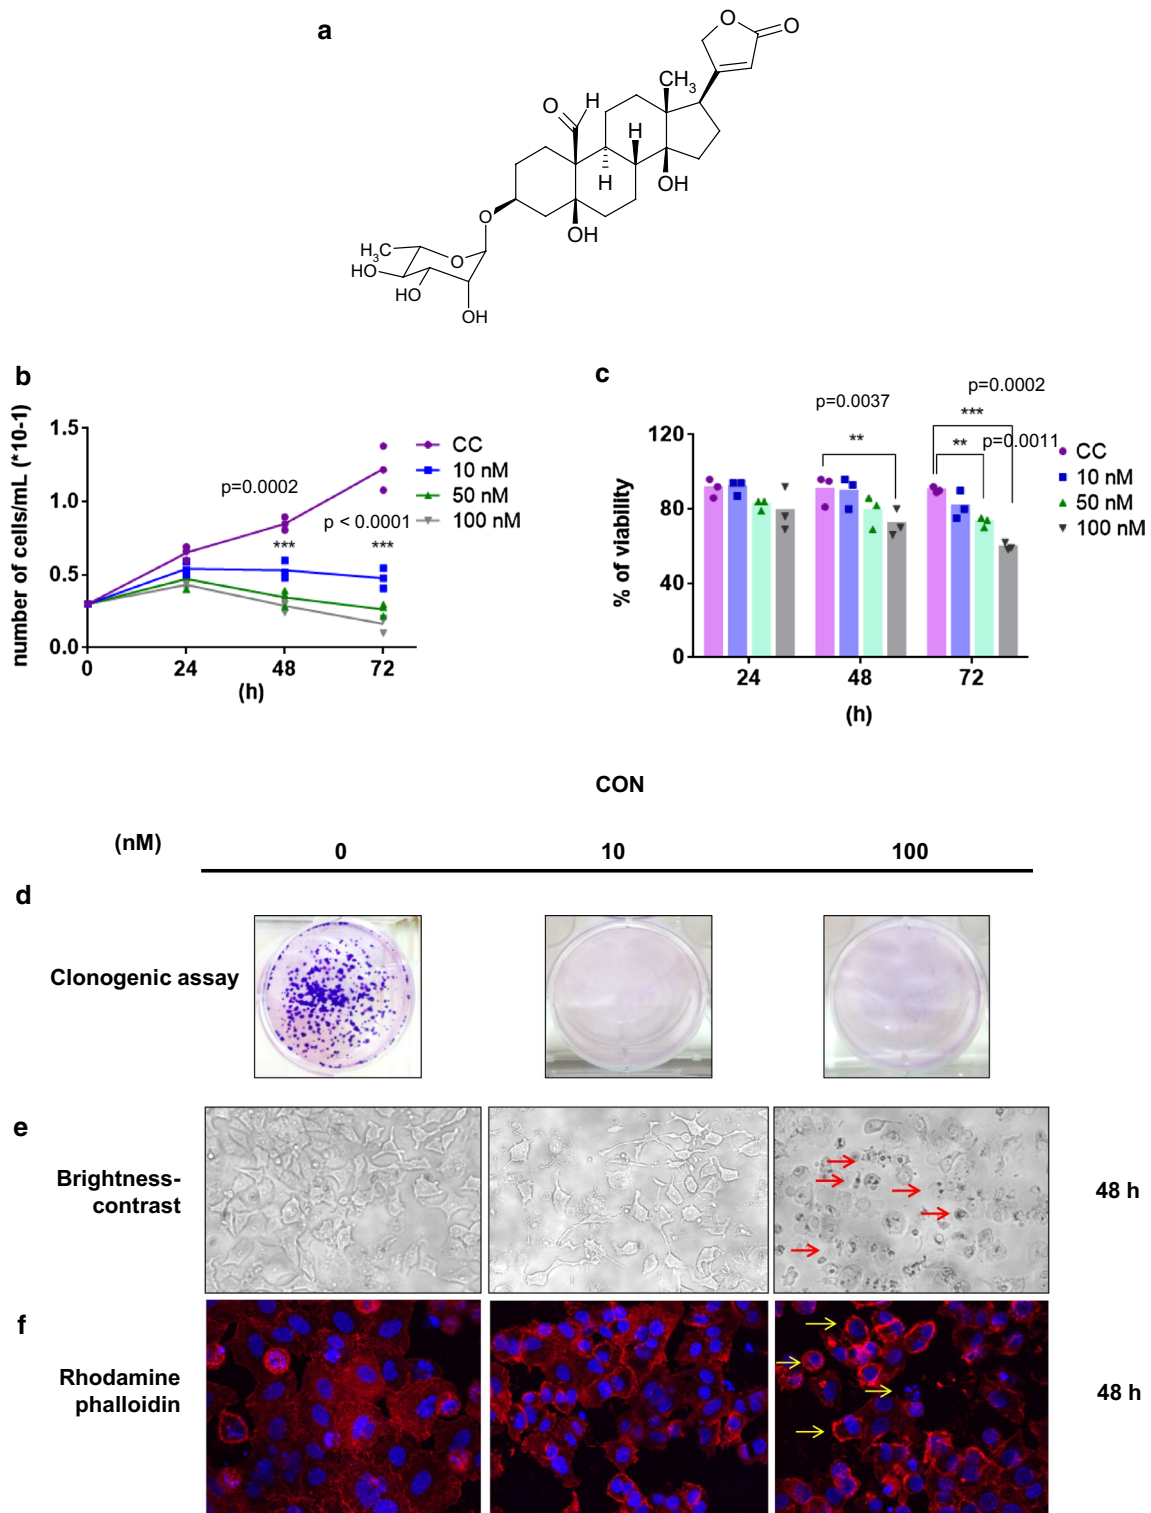 a
O
O
CH3
O
H
H
H
OH
OH
O
H3C
O
HO
HO
OH
b
number of cells/mL (*10-1)
1.5
1.0
0.5
0.0
0
24
48
72
(h)
p=0.0002
p < 0.0001
***
***
CC
10 nM
50 nM
100 nM
c
% of viability
120
80
40
0
24
48
72
(h)
p=0.0037
**
p=0.0002
***
**
p=0.0011
CC
10 nM
50 nM
100 nM
CON
(nM)
0
10
100
d
Clonogenic assay
e
Brightness-
contrast
48 h
f
Rhodamine
phalloidin
48 h